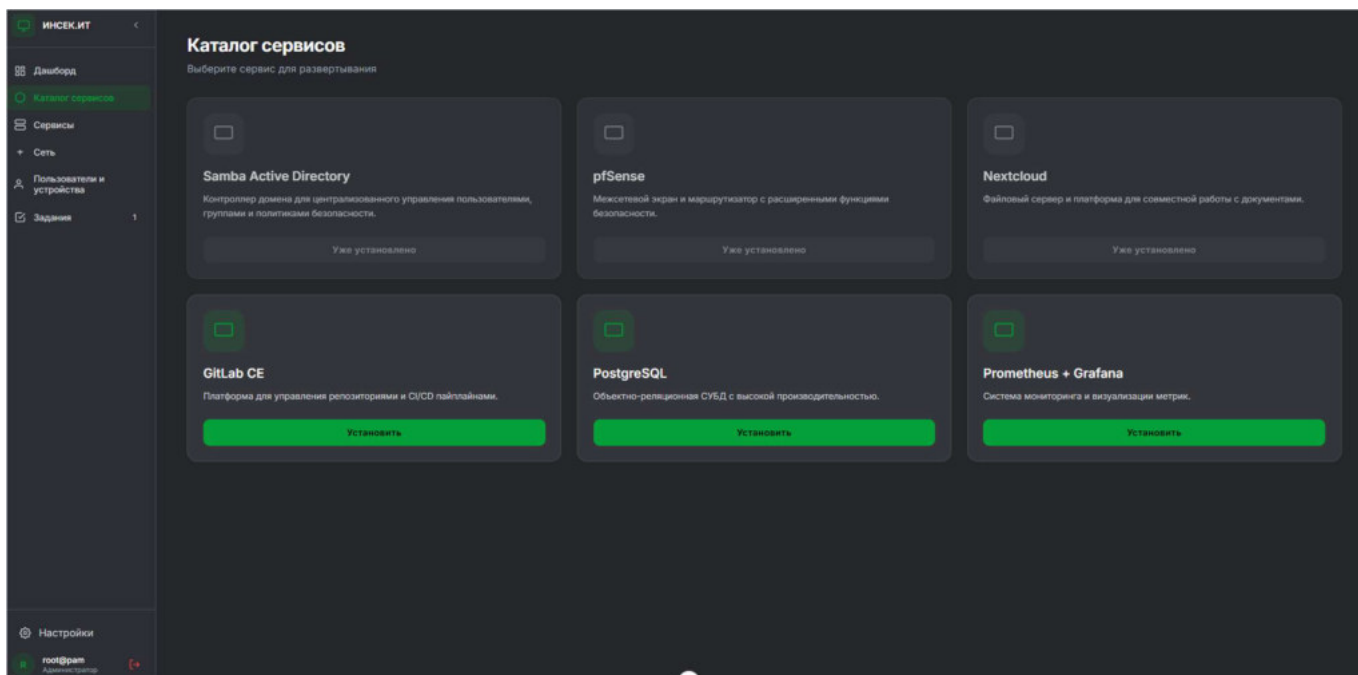 ИНСЕК.ИТ
Дашборд
Каталог сервисов
Сервисы
Сеть
Пользователи и
устройства
Задания 1
Настройки
root@pam
Администратор
Каталог сервисов
Выберите сервис для развертывания
Samba Active Directory
Контроллер домена для централизованного управления пользователями,
группами и политиками безопасности.
Уже установлено
pfSense
Межсетевой экран и маршрутизатор с расширенными функциями
безопасности.
Уже установлено
Nextcloud
Файловый сервер и платформа для совместной работы с документами.
Уже установлено
GitLab CE
Платформа для управления репозиториями и CI/CD пайплайнами.
Установить
PostgreSQL
Объектно-реляционная СУБД с высокой производительностью.
Установить
Prometheus + Grafana
Система мониторинга и визуализации метрик.
Установить